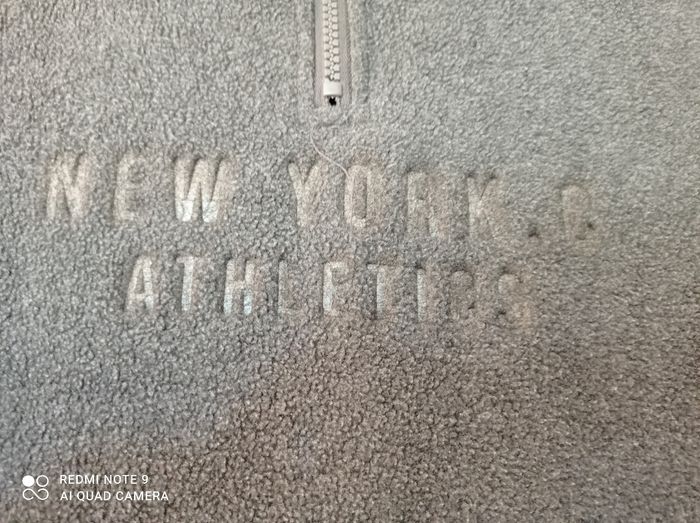 NEW YORK.C
ATHLETICS
REDMI NOTE 9
AI QUAD CAMERA